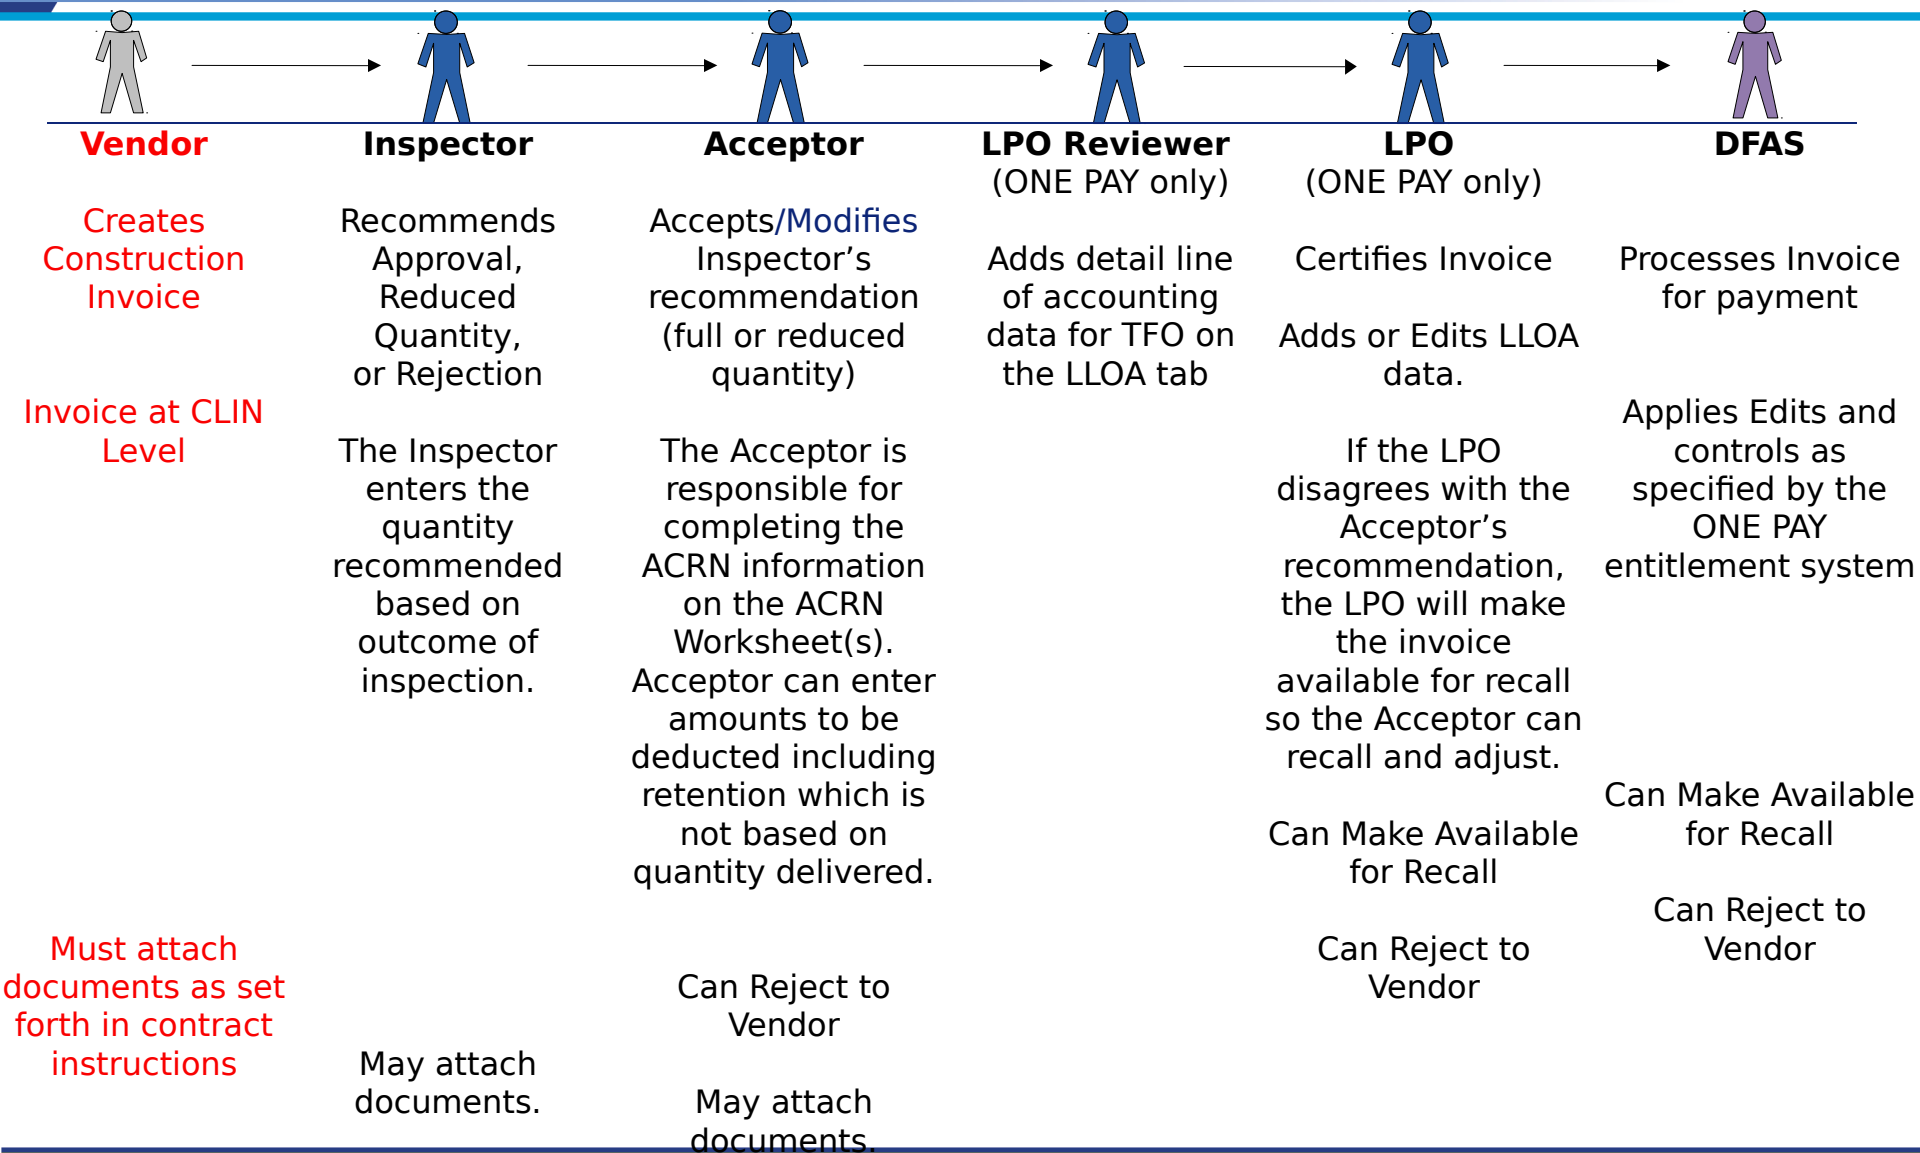 Vendor
Creates
Construction
Invoice
Invoice at CLIN
Level
Must attach
documents as set
forth in contract
instructions
Inspector
Recommends
Approval,
Reduced
Quantity,
or Rejection
The Inspector
enters the
quantity
recommended
based on
outcome of
inspection.
May attach
documents.
Acceptor
Accepts/Modifies
Inspector’s
recommendation
(full or reduced
quantity)
The Acceptor is
responsible for
completing the
ACRN information
on the ACRN
Worksheet(s).
Acceptor can enter
amounts to be
deducted including
retention which is
not based on
quantity delivered.
Can Reject to
Vendor
May attach
documents.
LPO Reviewer
(ONE PAY only)
Adds detail line
of accounting
data for TFO on
the LLOA tab
LPO
(ONE PAY only)
Certifies Invoice
Adds or Edits LLOA
data.
If the LPO
disagrees with the
Acceptor’s
recommendation,
the LPO will make
the invoice
available for recall
so the Acceptor can
recall and adjust.
Can Make Available
for Recall
Can Reject to
Vendor
DFAS
Processes Invoice
for payment
Applies Edits and
controls as
specified by the
ONE PAY
entitlement system
Can Make Available
for Recall
Can Reject to
Vendor